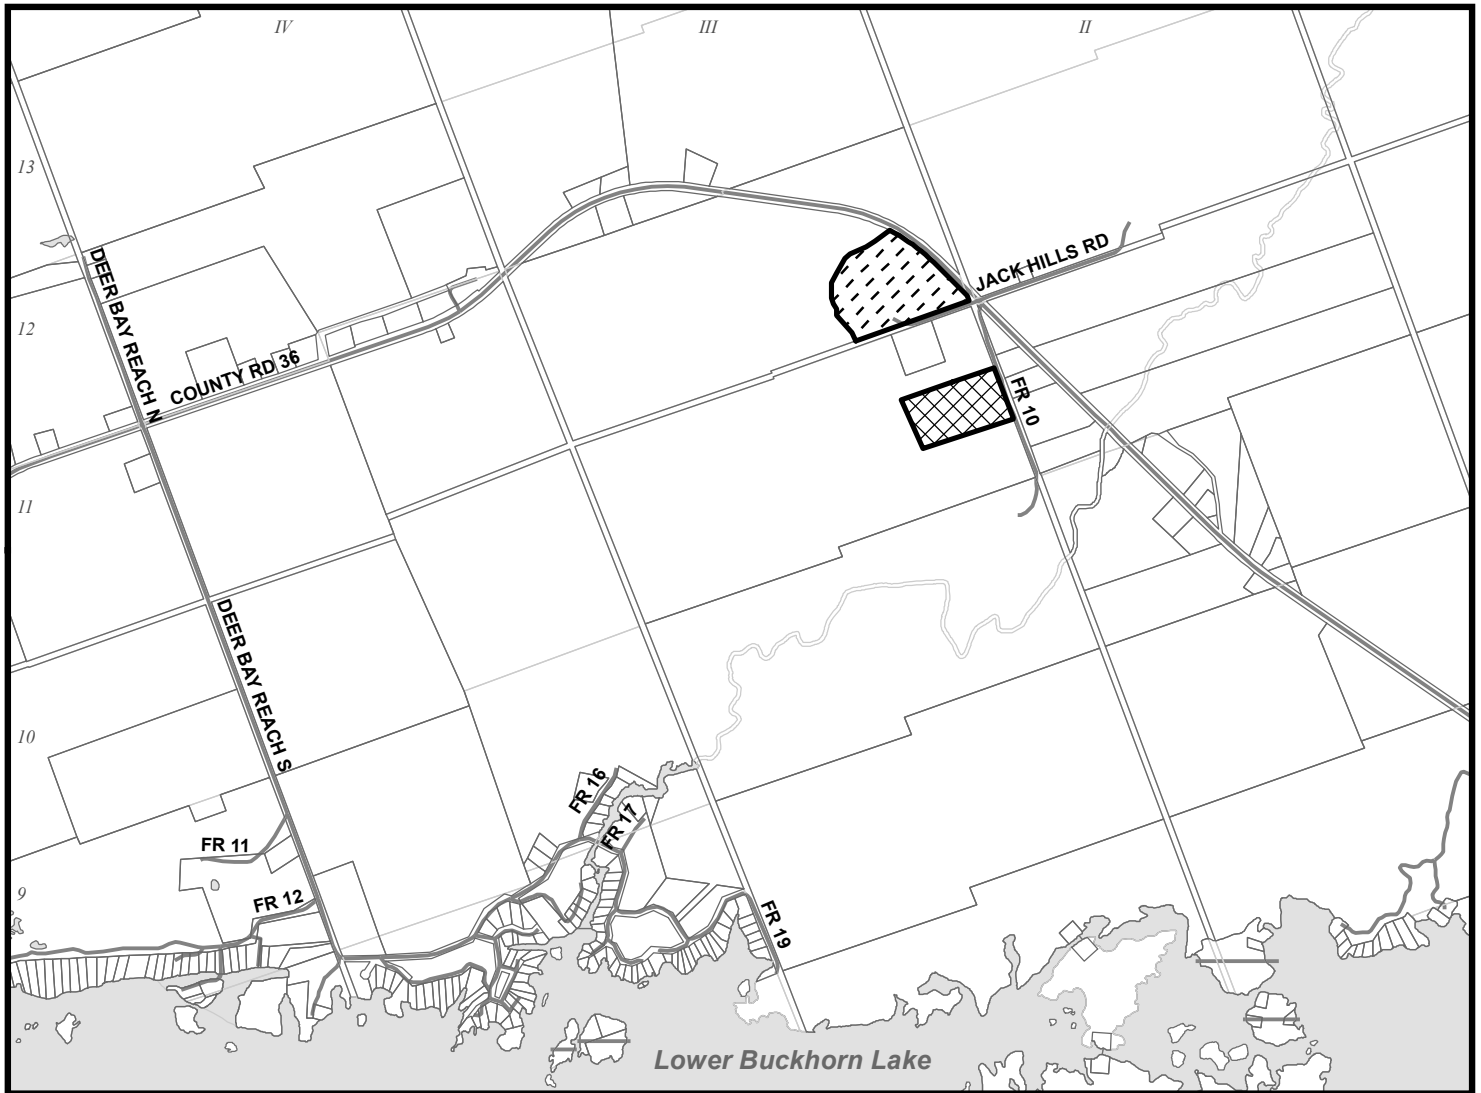 IV
III
II
13
JACK HILLS RD
DEER BAY REACH N
12
COUNTY RD 36
FR 10
11
DEER BAY REACH S
10
FR 16
FR 17
FR 11
9
FR 12
FR 19
Lower Buckhorn Lake